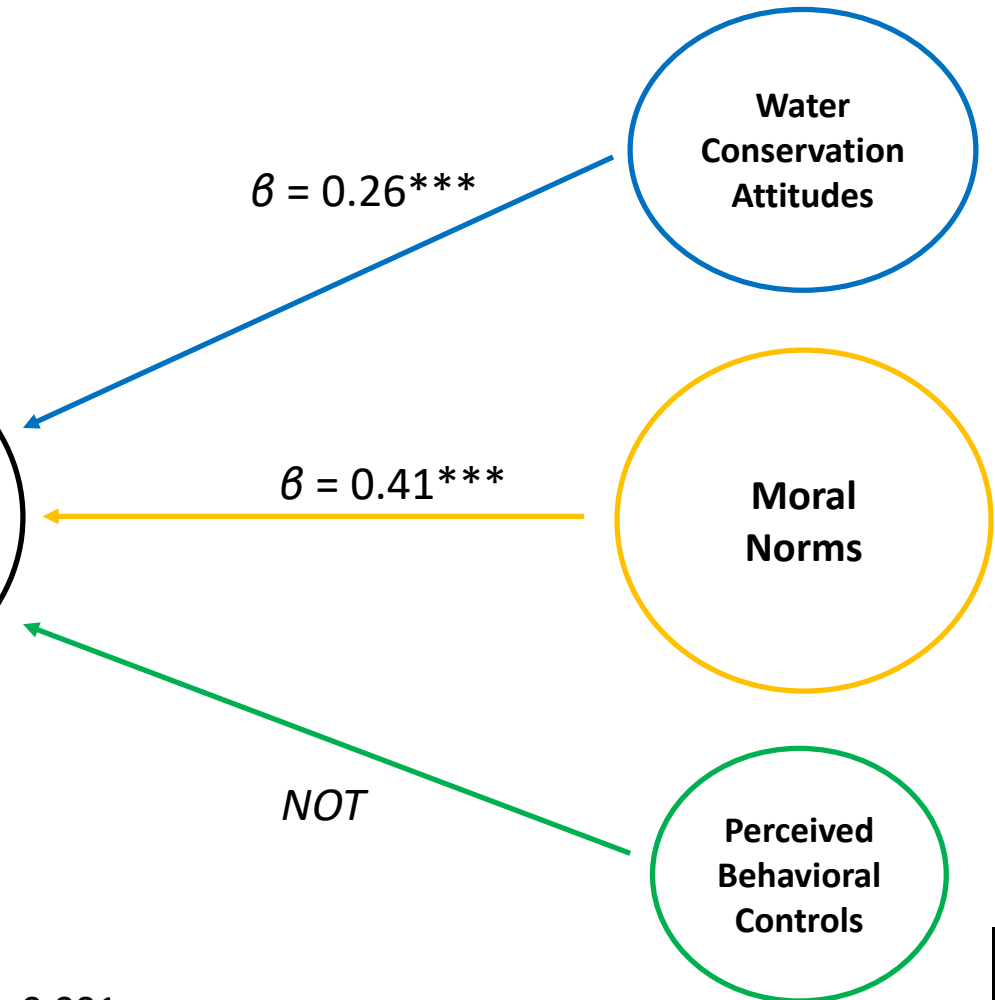 Water
Conservation
Attitudes
β = 0.26***
β = 0.41***
Moral
Norms
NOT
Perceived
Behavioral
Controls